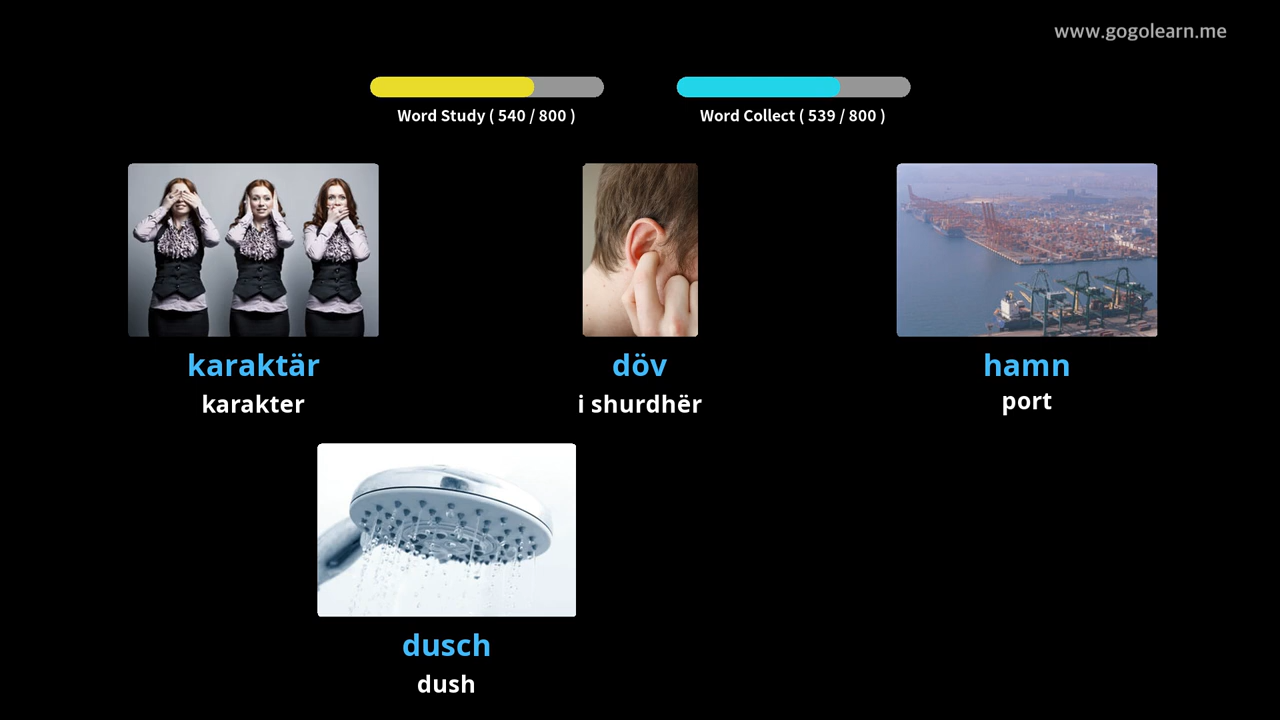 www.gogolearn.me
Word Study ( 540 / 800 )
Word Collect ( 539 / 800 )
karaktär
karakter
döv
i shurdhër
hamn
port
dusch
dush